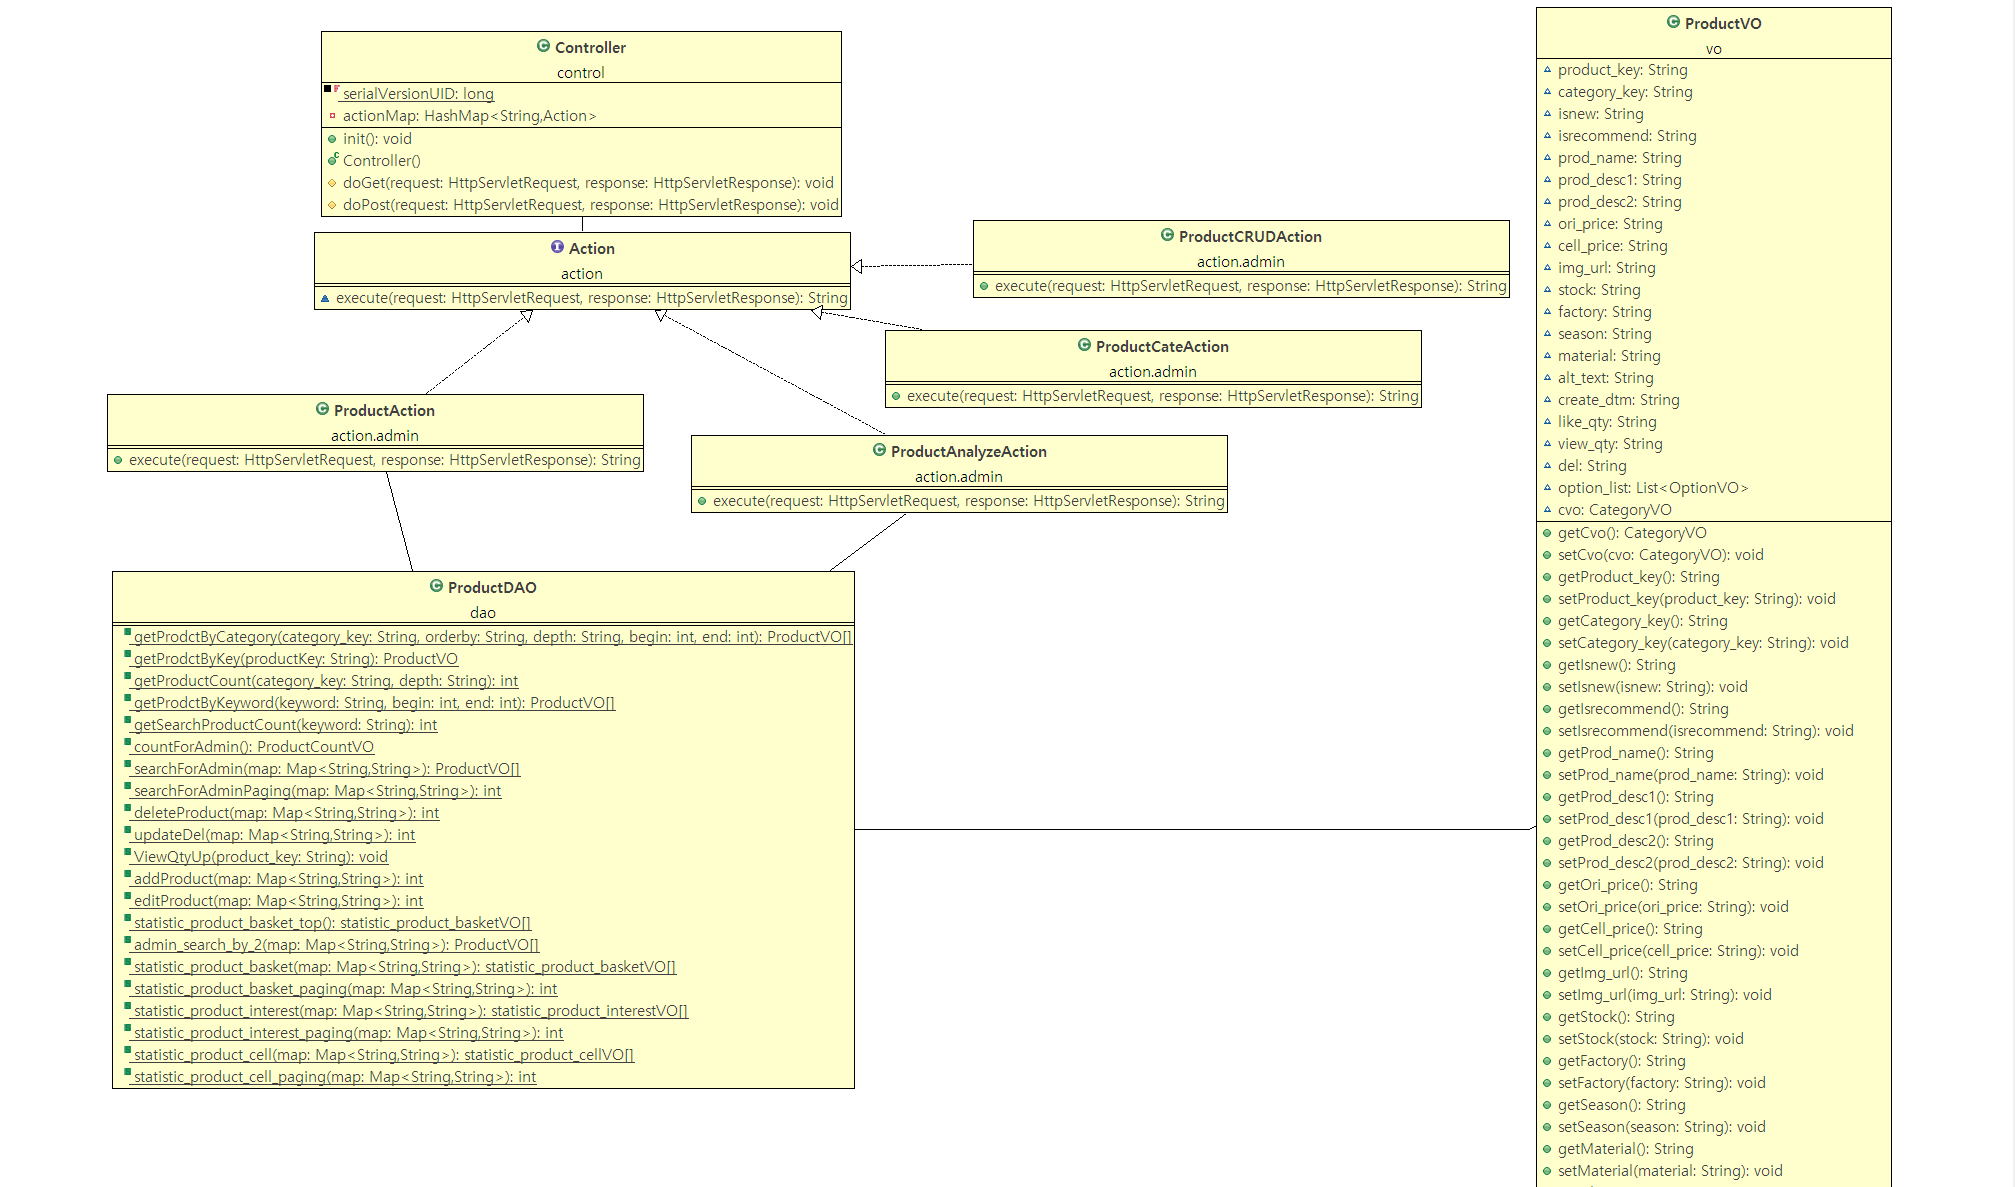 Controller
control
serialVersionUID: long
actionMap: HashMap<String,Action>
init(): void
Controller()
doGet(request: HttpServletRequest, response: HttpServletResponse): void
doPost(request: HttpServletRequest, response: HttpServletResponse): void
Action
action
execute(request: HttpServletRequest, response: HttpServletResponse): String
ProductCRUDAction
action.admin
execute(request: HttpServletRequest, response: HttpServletResponse): String
ProductCateAction
action.admin
execute(request: HttpServletRequest, response: HttpServletResponse): String
ProductAction
action.admin
execute(request: HttpServletRequest, response: HttpServletResponse): String
ProductAnalyzeAction
action.admin
execute(request: HttpServletRequest, response: HttpServletResponse): String
ProductDAO
dao
getProdctByCategory(category_key: String, orderby: String, depth: String, begin: int, end: int): ProductVO[]
getProdctByKey(productKey: String): ProductVO
getProductCount(category_key: String, depth: String): int
getProdctByKeyword(keyword: String, begin: int, end: int): ProductVO[]
getSearchProductCount(keyword: String): int
countForAdmin(): ProductCountVO
searchForAdmin(map: Map<String,String>): ProductVO[]
searchForAdminPaging(map: Map<String,String>): int
deleteProduct(map: Map<String,String>): int
updateDel(map: Map<String,String>): int
ViewQtyUp(product_key: String): void
addProduct(map: Map<String,String>): int
editProduct(map: Map<String,String>): int
statistic_product_basket_top(): statistic_product_basketVO[]
admin_search_by_2(map: Map<String,String>): ProductVO[]
statistic_product_basket(map: Map<String,String>): statistic_product_basketVO[]
statistic_product_basket_paging(map: Map<String,String>): int
statistic_product_interest(map: Map<String,String>): statistic_product_interestVO[]
statistic_product_interest_paging(map: Map<String,String>): int
statistic_product_cell(map: Map<String,String>): statistic_product_cellVO[]
statistic_product_cell_paging(map: Map<String,String>): int
ProductVO
vo
product_key: String
category_key: String
isnew: String
isrecommend: String
prod_name: String
prod_desc1: String
prod_desc2: String
ori_price: String
cell_price: String
img_url: String
stock: String
factory: String
season: String
material: String
alt_text: String
create_dtm: String
like_qty: String
view_qty: String
del: String
option_list: List<OptionVO>
cvo: CategoryVO
getCvo(): CategoryVO
setCvo(cvo: CategoryVO): void
getProduct_key(): String
setProduct_key(product_key: String): void
getCategory_key(): String
setCategory_key(category_key: String): void
getIsnew(): String
setIsnew(isnew: String): void
getIsrecommend(): String
setIsrecommend(isrecommend: String): void
getProd_name(): String
setProd_name(prod_name: String): void
getProd_desc1(): String
setProd_desc1(prod_desc1: String): void
getProd_desc2(): String
setProd_desc2(prod_desc2: String): void
getOri_price(): String
setOri_price(ori_price: String): void
getCell_price(): String
setCell_price(cell_price: String): void
getImg_url(): String
setImg_url(img_url: String): void
getStock(): String
setStock(stock: String): void
getFactory(): String
setFactory(factory: String): void
getSeason(): String
setSeason(season: String): void
getMaterial(): String
setMaterial(material: String): void